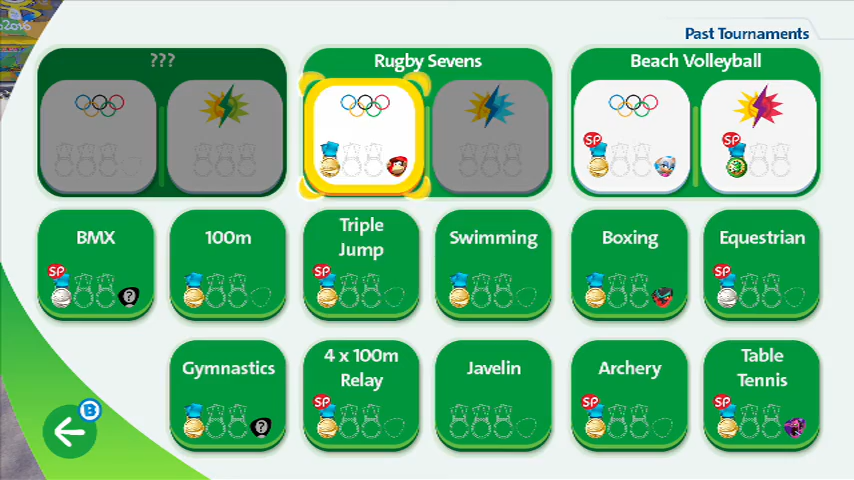 2016
Past Tournaments
???
Rugby Sevens
Beach Volleyball
SP
SP
BMX
100m
Triple
Jump
Swimming
Boxing
Equestrian
SP
SP
SP
?
Gymnastics
4 x 100m
Relay
Javelin
Archery
Table
Tennis
SP
SP
SP
?
B